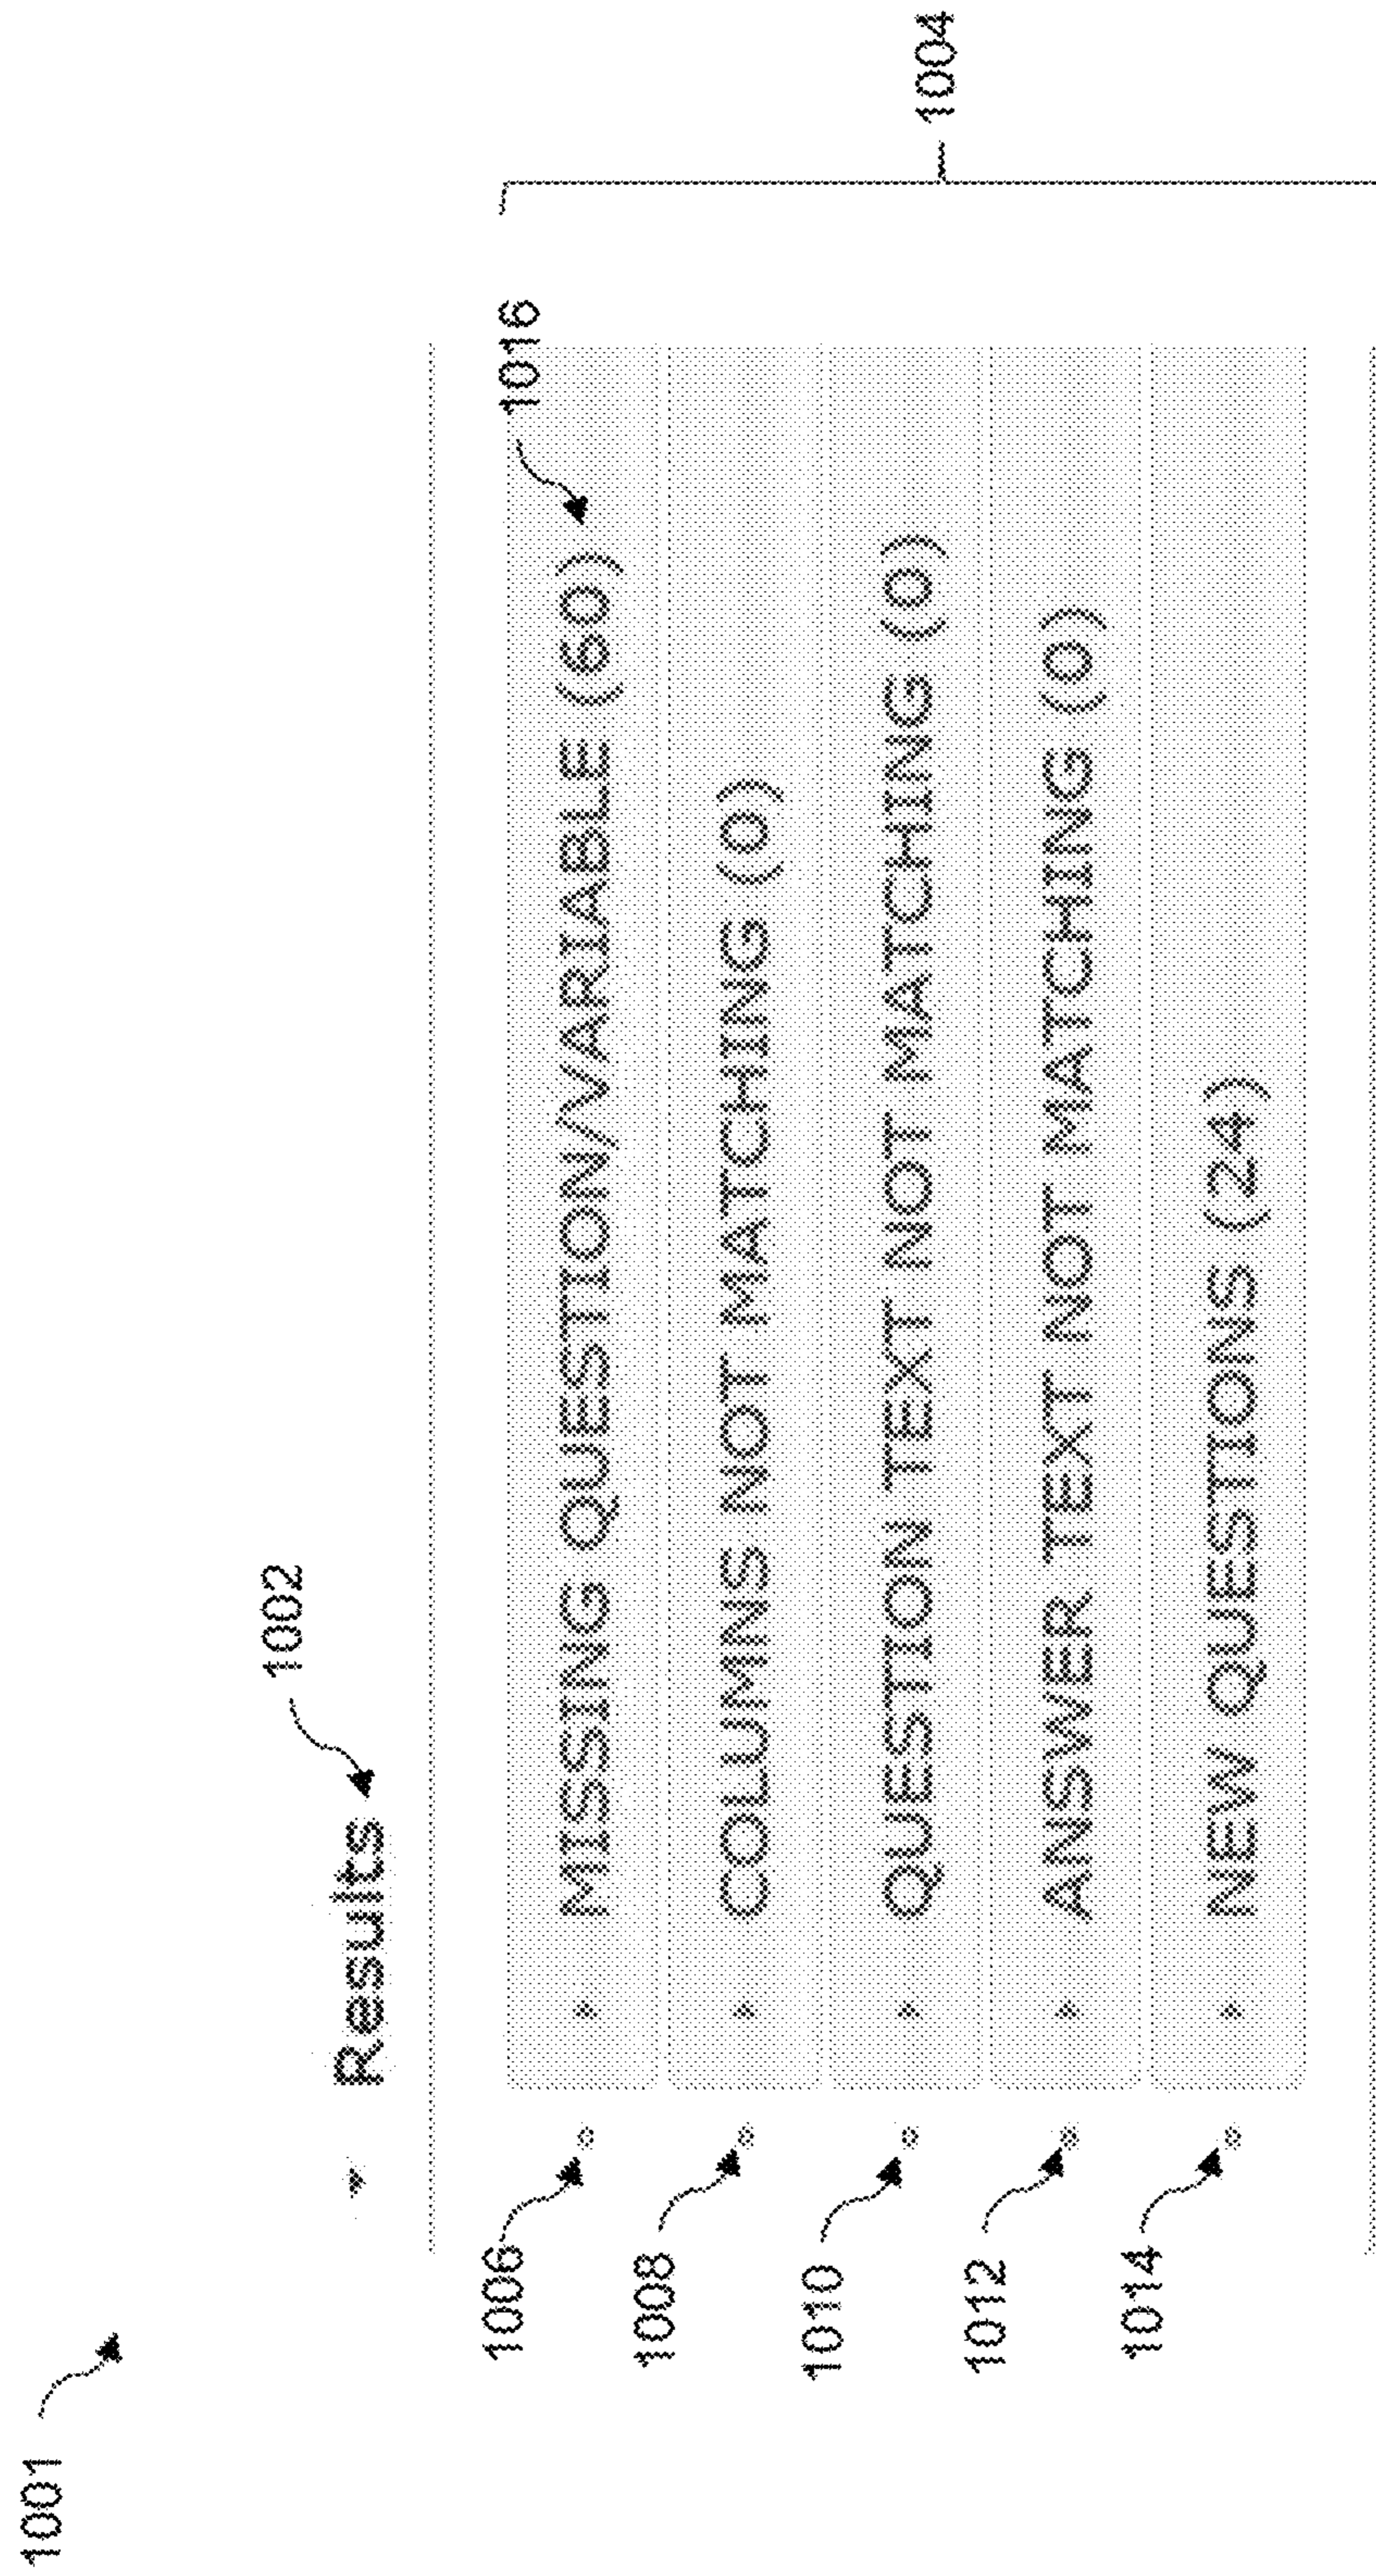 1001
1002
Results
1016
1006 MISSING QUESTION/VARIABLE (60)
1008 COLUMNS NOT MATCHING (0)
1010 QUESTION TEXT NOT MATCHING (0)
1012 ANSWER TEXT NOT MATCHING (0)
1014 NEW QUESTIONS (24)
1004